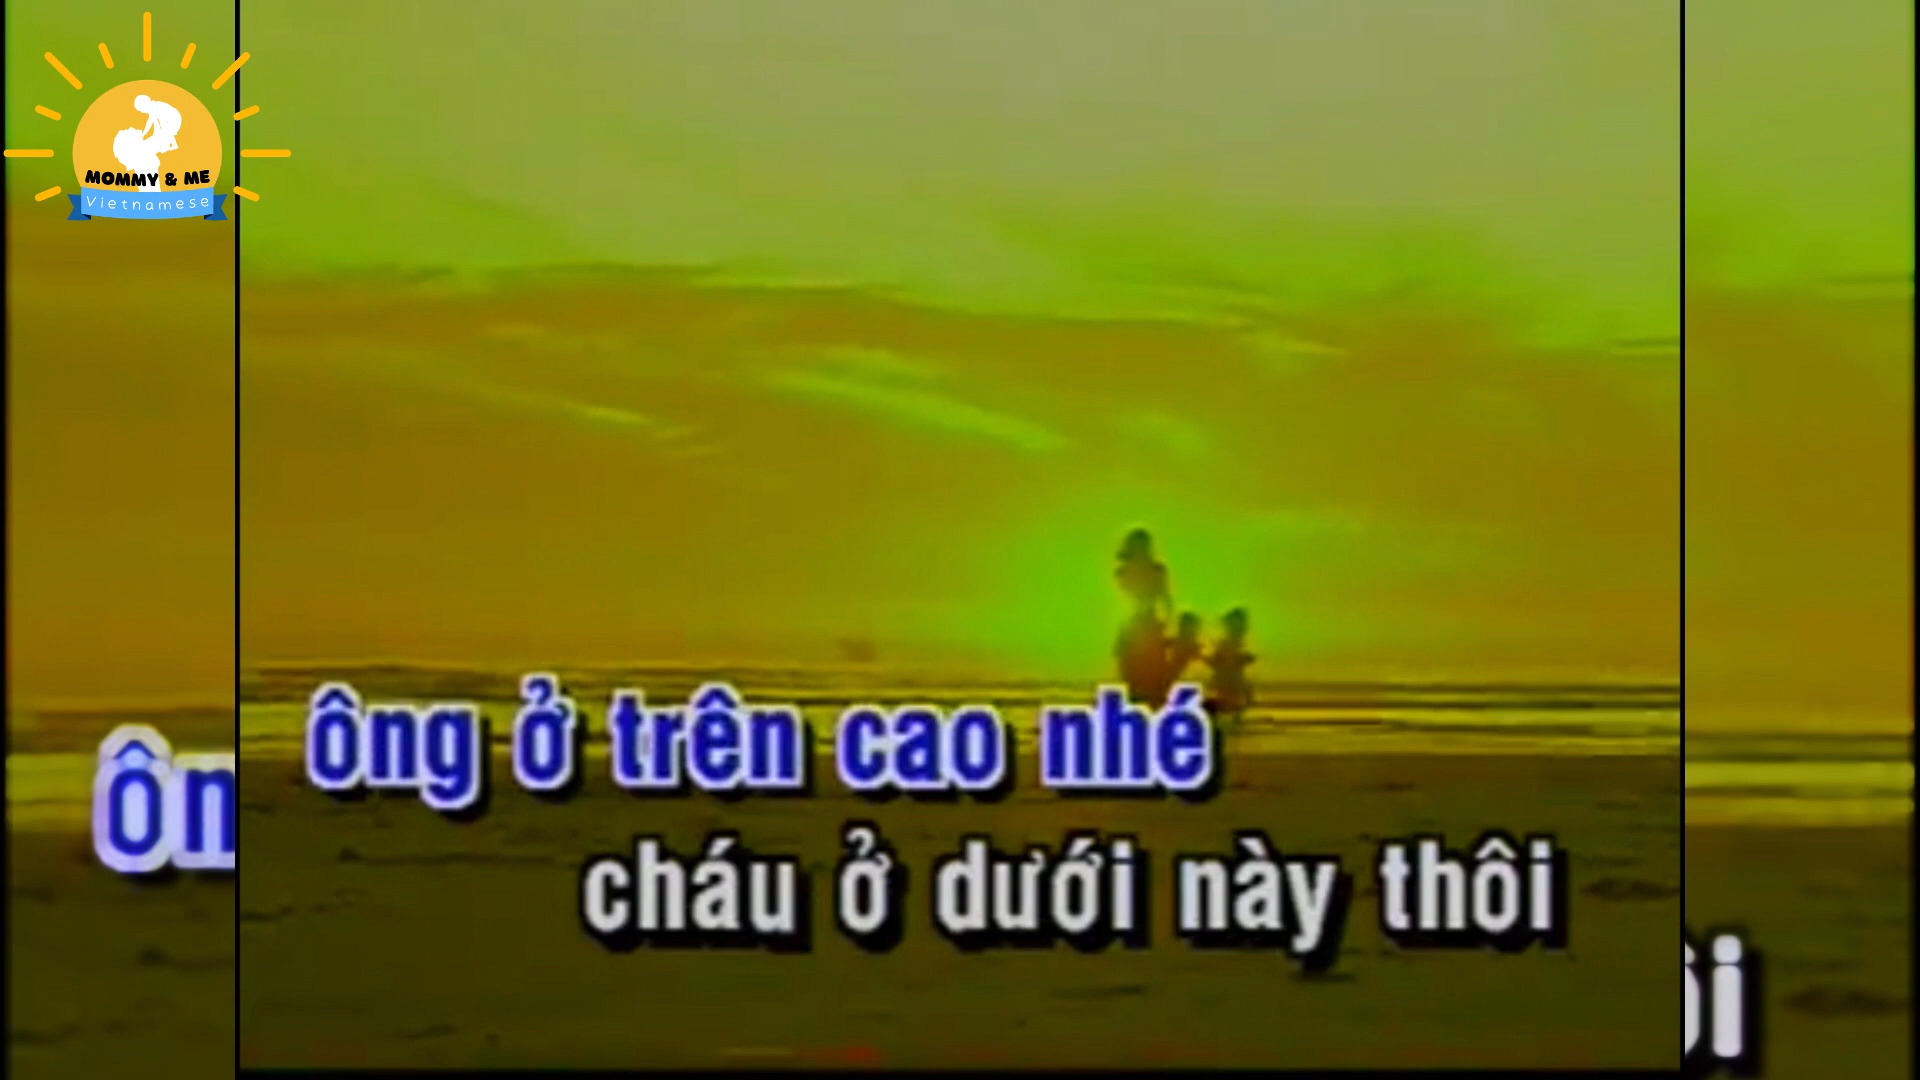 MOMMY & ME
Vietnamese
ông ở trên cao nhé
cháu ở dưới này thôi